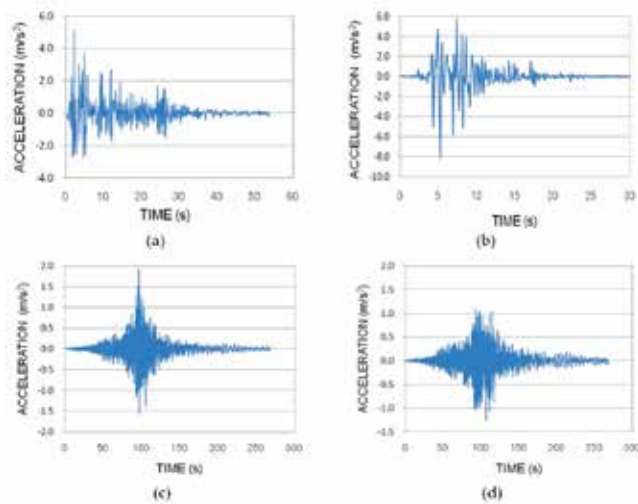 ACCELERATION (m/s²)
6.0
4.0
2.0
0.0
-2.0
-4.0
0 10 20 30 40 50 60
TIME (s)
(a)
ACCELERATION (m/s²)
6.0
4.0
2.0
0.0
-2.0
-4.0
-6.0
-8.0
-10.0
0 5 10 15 20 25 30
TIME (s)
(b)
ACCELERATION (m/s²)
2.0
1.5
1.0
0.5
0.0
-0.5
-1.0
-1.5
-2.0
0 50 100 150 200 250 300
TIME (s)
(c)
ACCELERATION (m/s²)
2.0
1.5
1.0
0.5
0.0
-0.5
-1.0
-1.5
0 50 100 150 200 250 300
TIME (s)
(d)